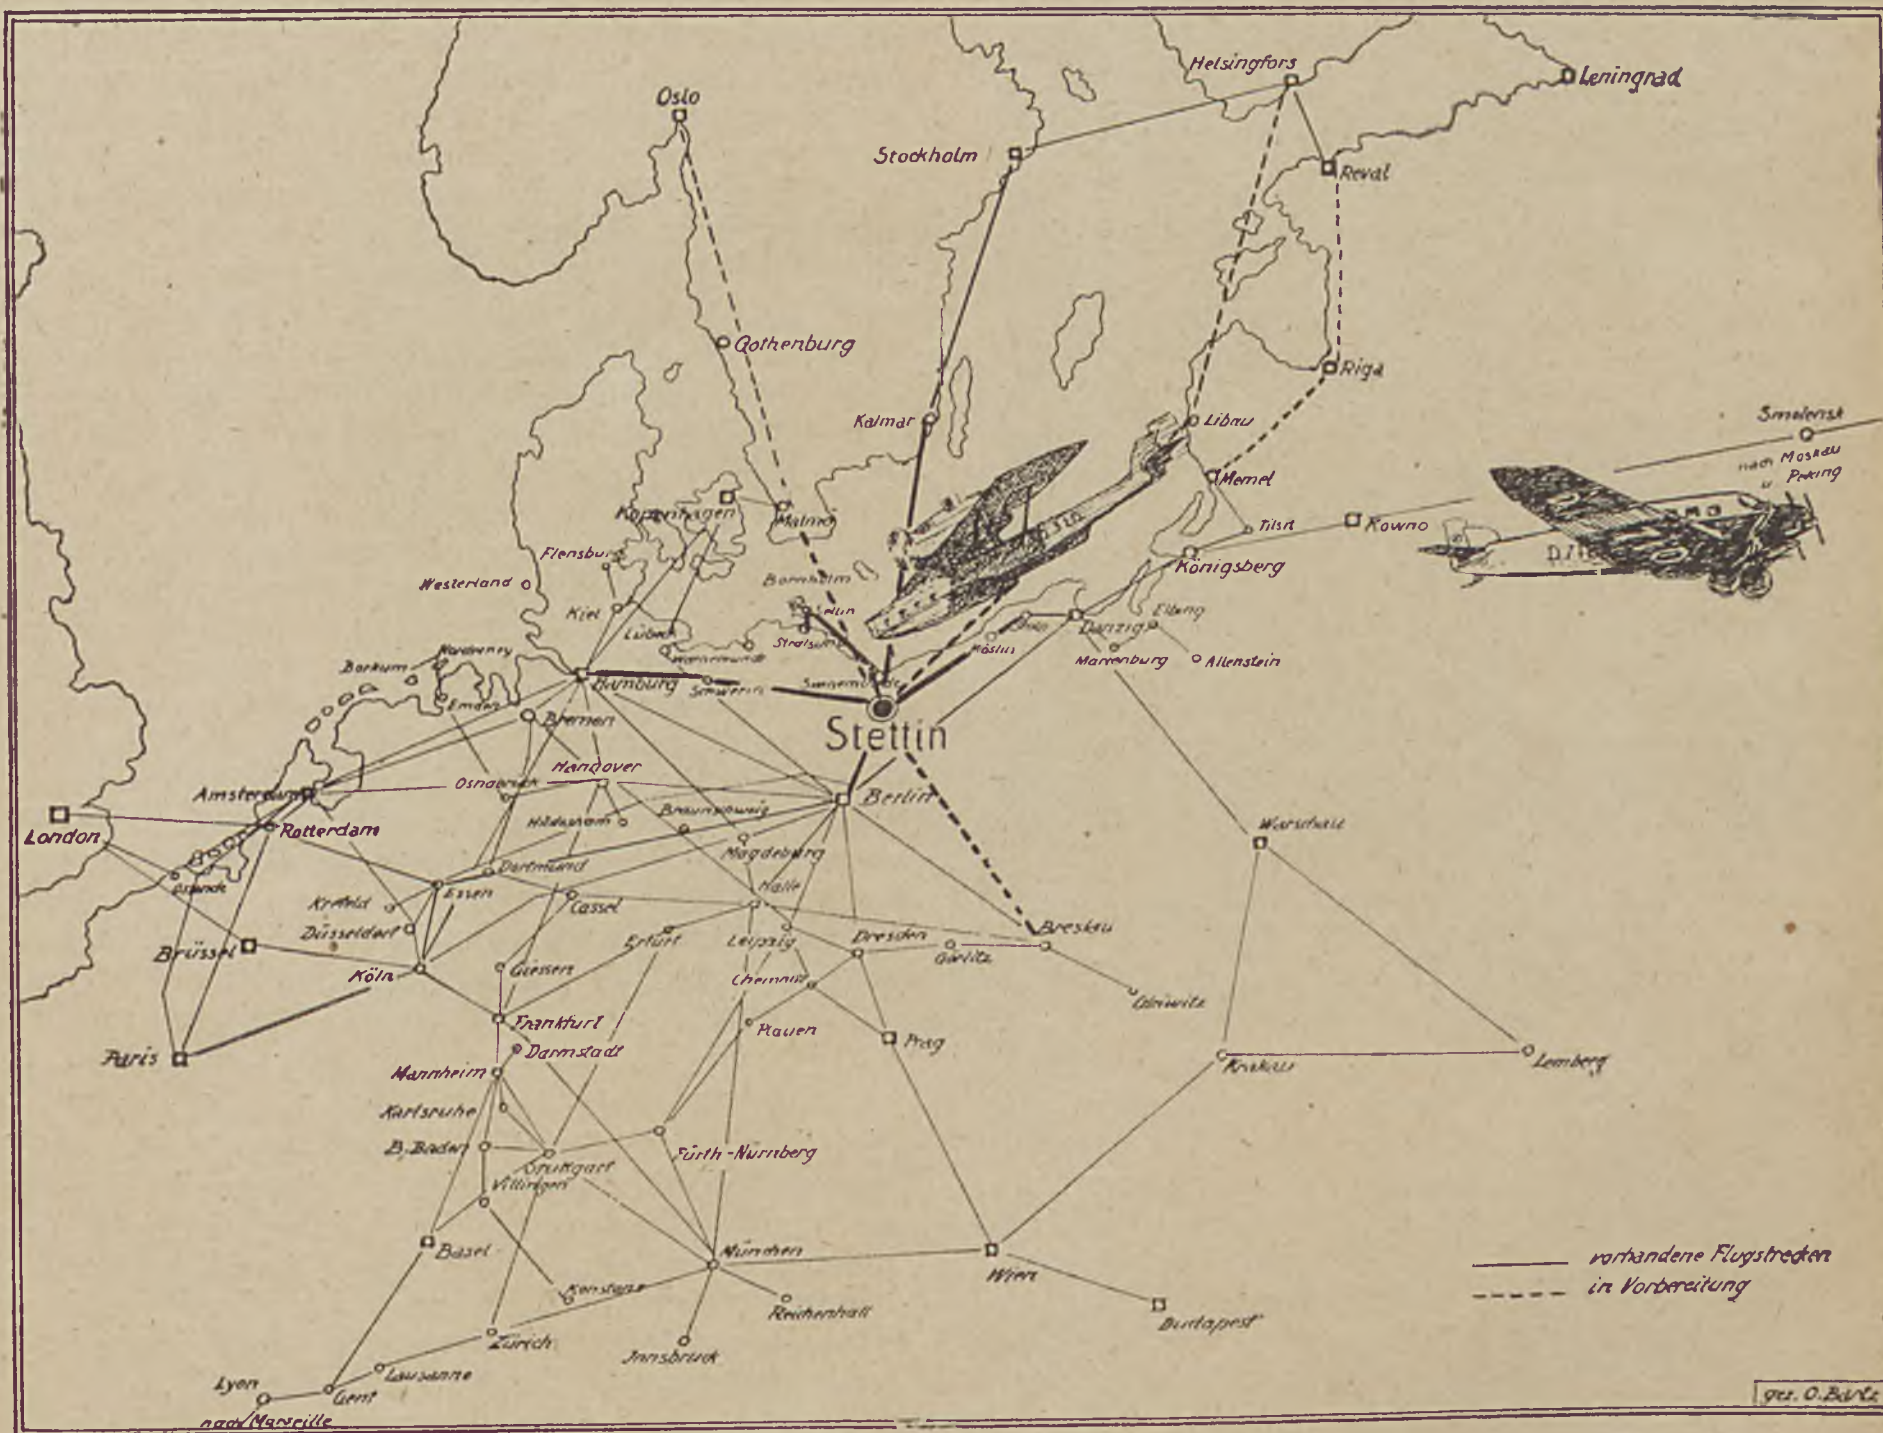 Oslo
Helsingfors
Leningrad
Stockholm
Reval
Gothenburg
Riga
Kalmar
Libau
Smolensk
nach Moskau
u Peking
Memel
Kopenhagen
Malmö
Tilsit
Kowno
Flensburg
Königsberg
Westerland
Bornholm
Sellin
Kiel
Elbing
Lübeck
Stralsund
Danzig
Köslin
Marienburg
Allenstein
Warnemünde
Borkum
Norderney
Hamburg
Schwerin
Swinemünde
Emden
Bremen
Stettin
Osnabrück
Hannover
Amsterdam
Berlin
London
Rotterdam
Hildesheim
Braunschweig
Warschau
Magdeburg
Dortmund
Ostende
Essen
Halle
Krefeld
Cassel
Düsseldorf
Brüssel
Erfurt
Leipzig
Dresden
Görlitz
Breslau
Köln
Giessen
Chemnitz
Gleiwitz
Frankfurt
Plauen
Prag
Paris
Darmstadt
Krakau
Lemberg
Mannheim
Karlsruhe
B. Baden
Stuttgart
Fürth-Nürnberg
Villingen
Basel
München
Wien
Konstanz
Reichenhall
Budapest
Zürich
Innsbruck
Lausanne
Lyon
Genf
nach Marseille
vorhandene Flugstrecken
in Vorbereitung